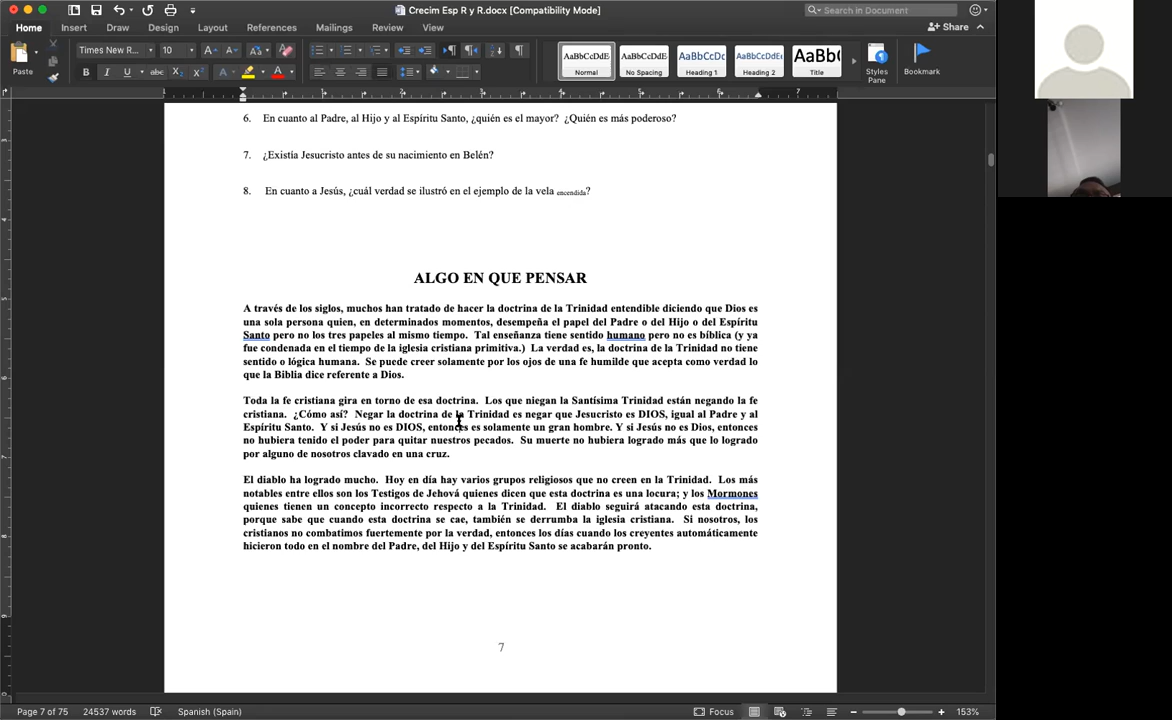 Crecim Esp R y R.docx [Compatibility Mode]
Search in Document
Home Insert Draw Design Layout References Mailings Review View
Share
Paste
Times New R... 10
AaBbCcDdE AaBbCcDdE AaBbCcDc AaBbCcDdE AaBb(
Normal No Spacing Heading 1 Heading 2 Title
Styles Pane
Bookmark
1 1 2 3 4 5 6 7
6. En cuanto al Padre, al Hijo y al Espíritu Santo, ¿quién es el mayor? ¿Quién es más poderoso?
7. ¿Existía Jesucristo antes de su nacimiento en Belén?
8. En cuanto a Jesús, ¿cuál verdad se ilustró en el ejemplo de la vela encendida?
ALGO EN QUE PENSAR
A través de los siglos, muchos han tratado de hacer la doctrina de la Trinidad entendible diciendo que Dios es
una sola persona quien, en determinados momentos, desempeña el papel del Padre o del Hijo o del Espíritu
Santo pero no los tres papeles al mismo tiempo. Tal enseñanza tiene sentido humano pero no es bíblica (y ya
fue condenada en el tiempo de la iglesia cristiana primitiva.) La verdad es, la doctrina de la Trinidad no tiene
sentido o lógica humana. Se puede creer solamente por los ojos de una fe humilde que acepta como verdad lo
que la Biblia dice referente a Dios.
Toda la fe cristiana gira en torno de esa doctrina. Los que niegan la Santísima Trinidad están negando la fe
cristiana. ¿Cómo así? Negar la doctrina de la Trinidad es negar que Jesucristo es DIOS, igual al Padre y al
Espíritu Santo. Y si Jesús no es DIOS, entonces es solamente un gran hombre. Y si Jesús no es Dios, entonces
no hubiera tenido el poder para quitar nuestros pecados. Su muerte no hubiera logrado más que lo logrado
por alguno de nosotros clavado en una cruz.
El diablo ha logrado mucho. Hoy en día hay varios grupos religiosos que no creen en la Trinidad. Los más
notables entre ellos son los Testigos de Jehová quienes dicen que esta doctrina es una locura; y los Mormones
quienes tienen un concepto incorrecto respecto a la Trinidad. El diablo seguirá atacando esta doctrina,
porque sabe que cuando esta doctrina se cae, también se derrumba la iglesia cristiana. Si nosotros, los
cristianos no combatimos fuertemente por la verdad, entonces los días cuando los creyentes automáticamente
hicieron todo en el nombre del Padre, del Hijo y del Espíritu Santo se acabarán pronto.
7
Page 7 of 75 24537 words Spanish (Spain) Focus 153%